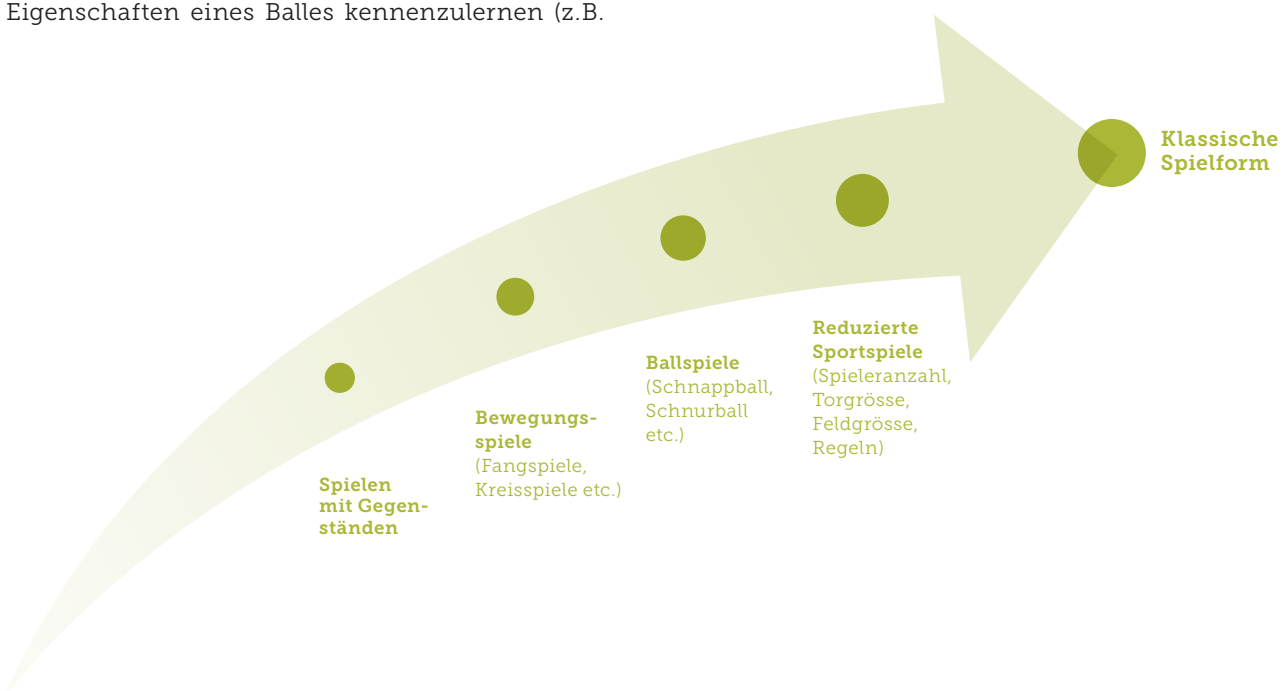 Eigenschaften eines Balles kennenzulernen (z.B.
Klassische
Spielform
Reduzierte
Sportspiele
(Spieleranzahl,
Torgrösse,
Feldgrösse,
Regeln)
Ballspiele
(Schnappball,
Schnurball
etc.)
Bewegungs-
spiele
(Fangspiele,
Kreisspiele etc.)
Spielen
mit Gegen-
ständen